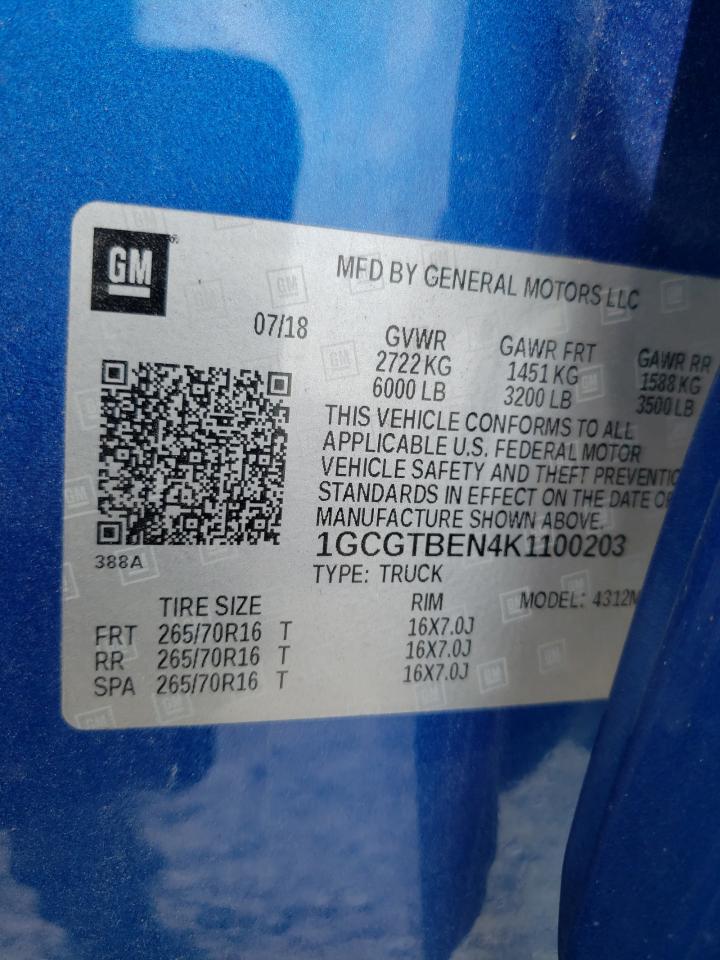 GM
MFD BY GENERAL MOTORS LLC
07/18
GVWR
2722 KG
6000 LB
GAWR FRT
1451 KG
3200 LB
GAWR RR
1588 KG
3500 LB
THIS VEHICLE CONFORMS TO ALL
APPLICABLE U.S. FEDERAL MOTOR
VEHICLE SAFETY AND THEFT PREVENTIO
STANDARDS IN EFFECT ON THE DATE OF
MANUFACTURE SHOWN ABOVE.
1GCGTBEN4K1100203
388A
TYPE: TRUCK
TIRE SIZE RIM MODEL: 4312M
FRT 265/70R16 T 16X7.0J
RR 265/70R16 T 16X7.0J
SPA 265/70R16 T 16X7.0J